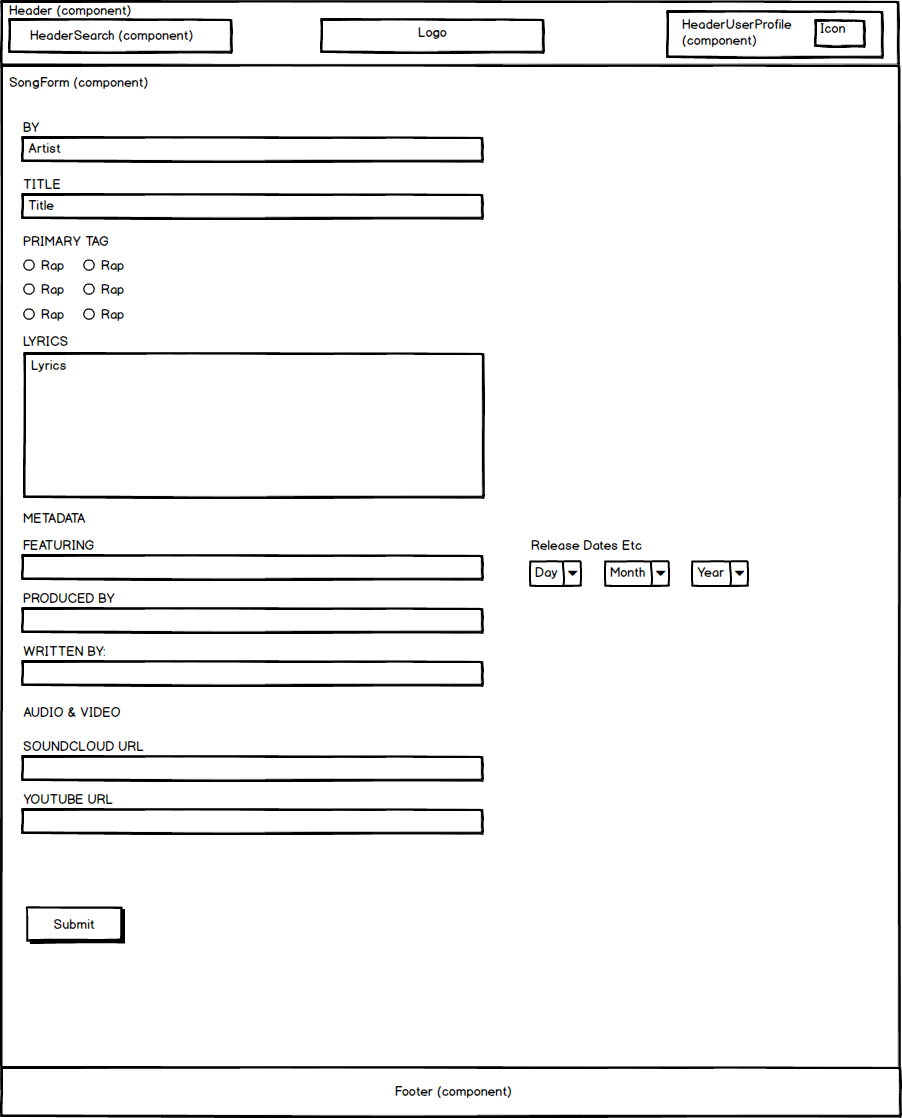 Header (component)
HeaderSearch (component)
Logo
HeaderUserProfile
(component)
Icon
SongForm (component)
BY
Artist
TITLE
Title
PRIMARY TAG
Rap Rap
Rap Rap
Rap Rap
LYRICS
Lyrics
METADATA
FEATURING
Release Dates Etc
Day Month Year
PRODUCED BY
WRITTEN BY:
AUDIO & VIDEO
SOUNDCLOUD URL
YOUTUBE URL
Submit
Footer (component)